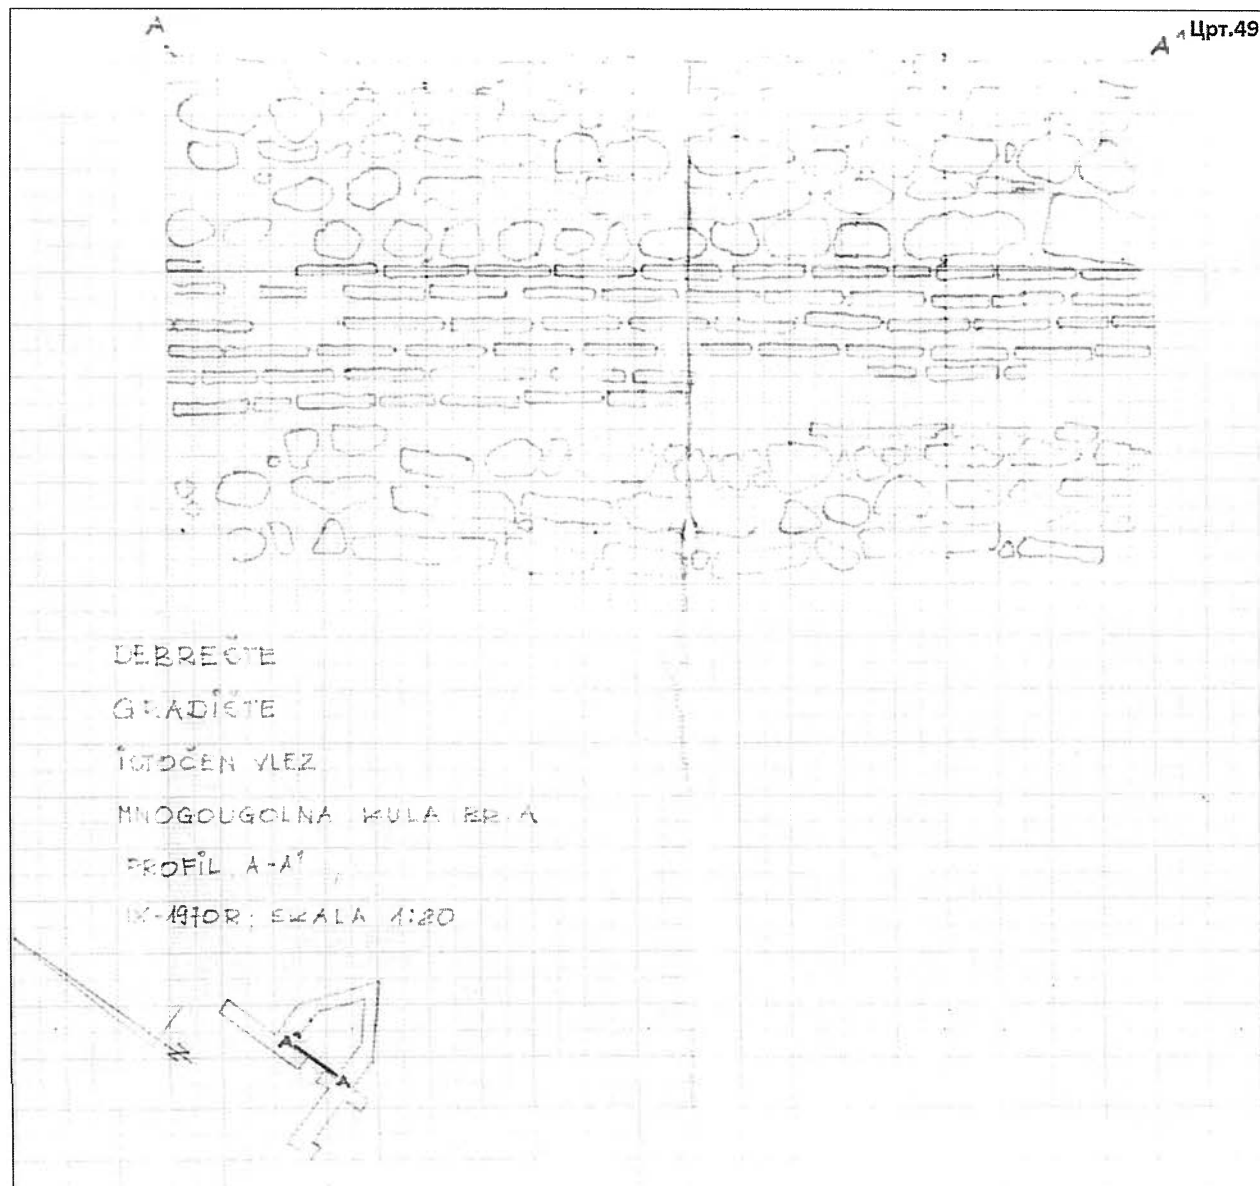 A
A¹ Црт.49
DEBREŠTE
GRADIŠTE
ISTOČEN VLEZ
MNOGOUGOLNA KULA BR. A
PROFIL A-A¹
IX-1970R; SKALA 1:20
N
A¹
A